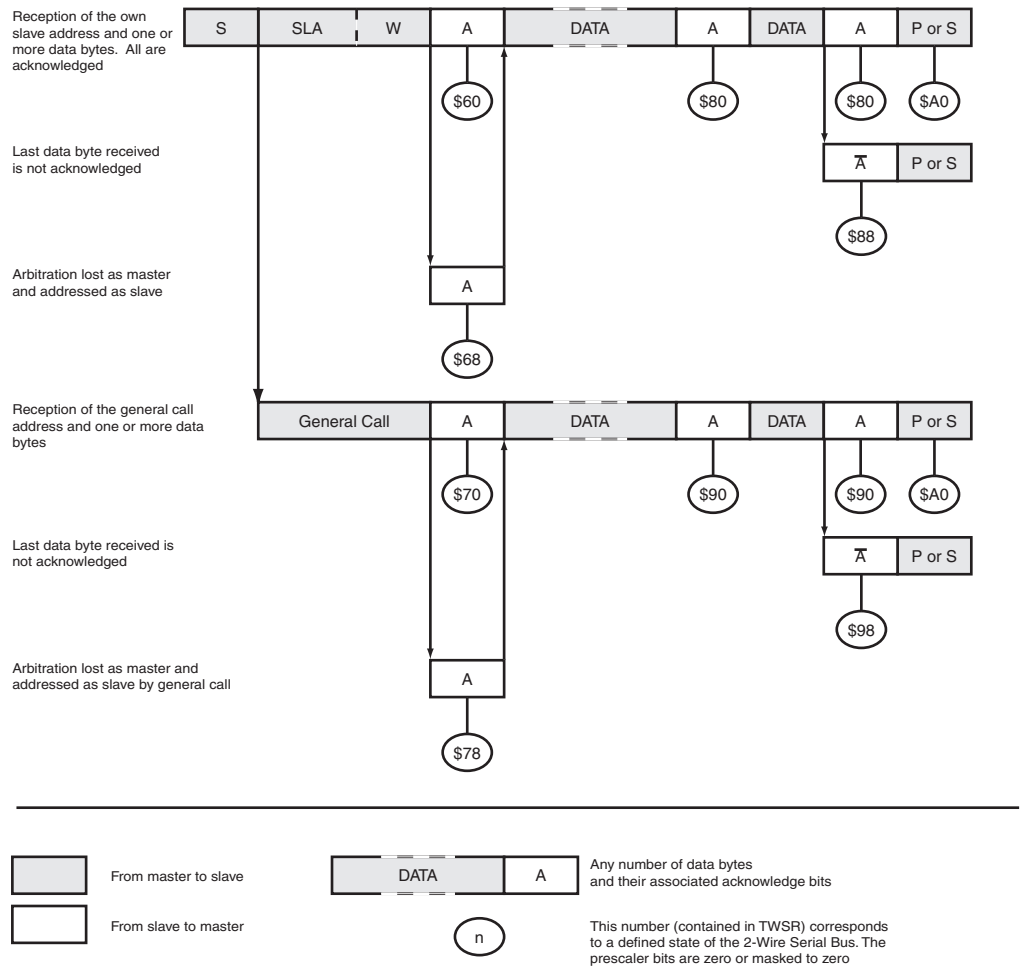 Reception of the own
slave address and one or
more data bytes. All are
acknowledged
S SLA W A DATA A DATA A P or S
$60 $80 $80 $A0
Last data byte received
is not acknowledged
A̅ P or S
$88
Arbitration lost as master
and addressed as slave
A
$68
Reception of the general call
address and one or more data
bytes
General Call A DATA A DATA A P or S
$70 $90 $90 $A0
Last data byte received is
not acknowledged
A̅ P or S
$98
Arbitration lost as master and
addressed as slave by general call
A
$78
From master to slave
DATA A
Any number of data bytes
and their associated acknowledge bits
From slave to master
n
This number (contained in TWSR) corresponds
to a defined state of the 2-Wire Serial Bus. The
prescaler bits are zero or masked to zero